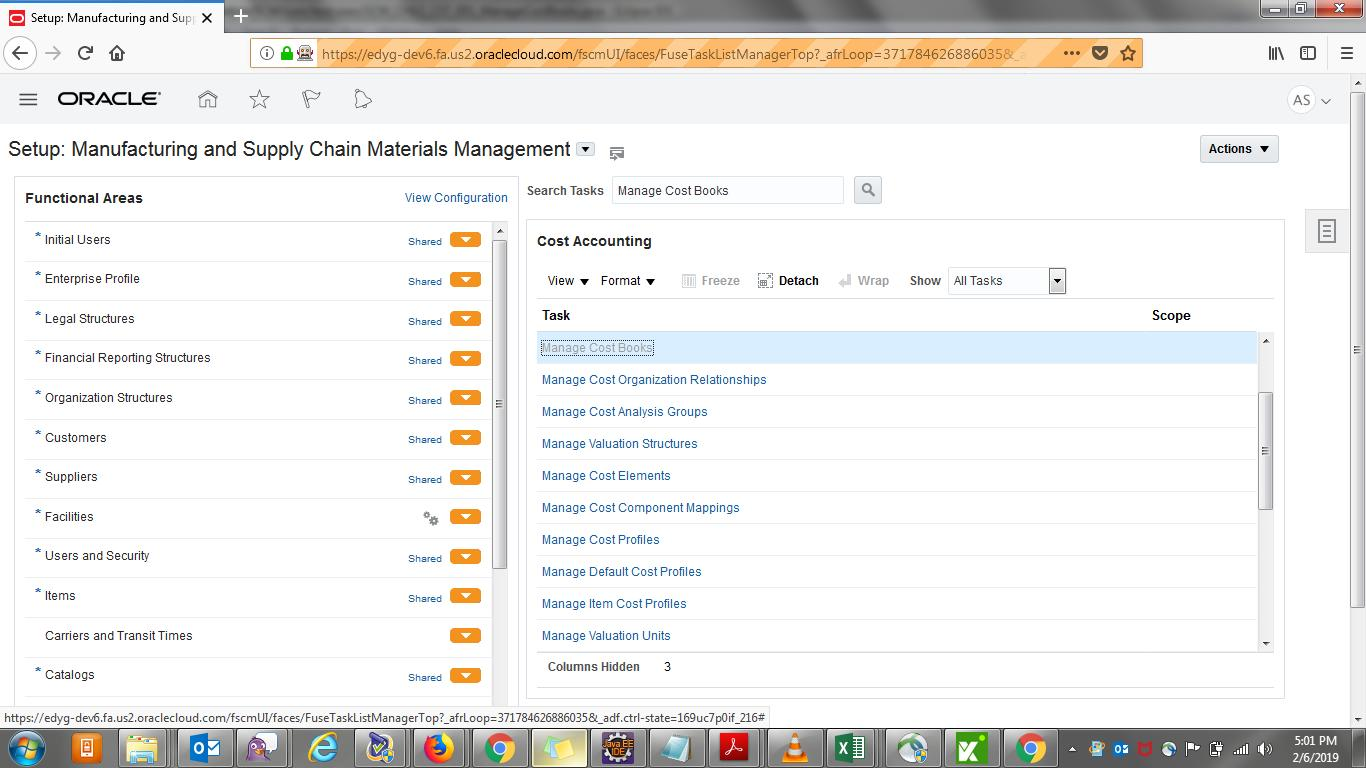 Setup: Manufacturing and Sup
https://edyg-dev6.fa.us2.oraclecloud.com/fscmUI/faces/FuseTaskListManagerTop?_afrLoop=371784626886035&_a
ORACLE
AS
Setup: Manufacturing and Supply Chain Materials Management
Actions
Functional Areas
View Configuration
* Initial Users Shared
* Enterprise Profile Shared
* Legal Structures Shared
* Financial Reporting Structures Shared
* Organization Structures Shared
* Customers Shared
* Suppliers Shared
* Facilities
* Users and Security Shared
* Items Shared
Carriers and Transit Times
* Catalogs Shared
Search Tasks Manage Cost Books
Cost Accounting
View Format Freeze Detach Wrap Show All Tasks
Task Scope
Manage Cost Books
Manage Cost Organization Relationships
Manage Cost Analysis Groups
Manage Valuation Structures
Manage Cost Elements
Manage Cost Component Mappings
Manage Cost Profiles
Manage Default Cost Profiles
Manage Item Cost Profiles
Manage Valuation Units
Columns Hidden 3
https://edyg-dev6.fa.us2.oraclecloud.com/fscmUI/faces/FuseTaskListManagerTop?_afrLoop=371784626886035&_adf.ctrl-state=169uc7p0if_216#
Java EE
IDE
5:01 PM
2/6/2019